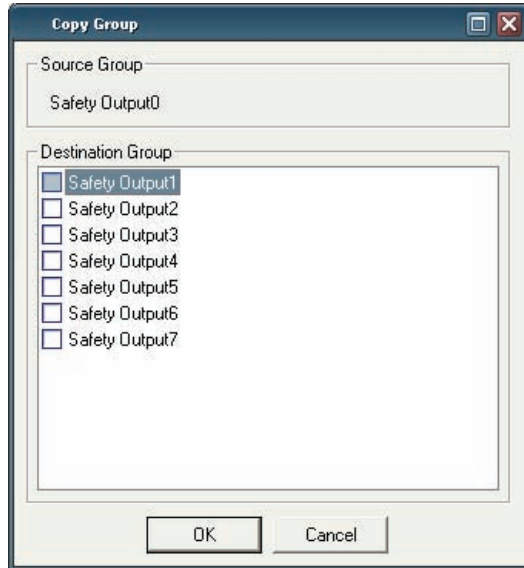 Copy Group
Source Group
Safety Output0
Destination Group
Safety Output1
Safety Output2
Safety Output3
Safety Output4
Safety Output5
Safety Output6
Safety Output7
OK Cancel